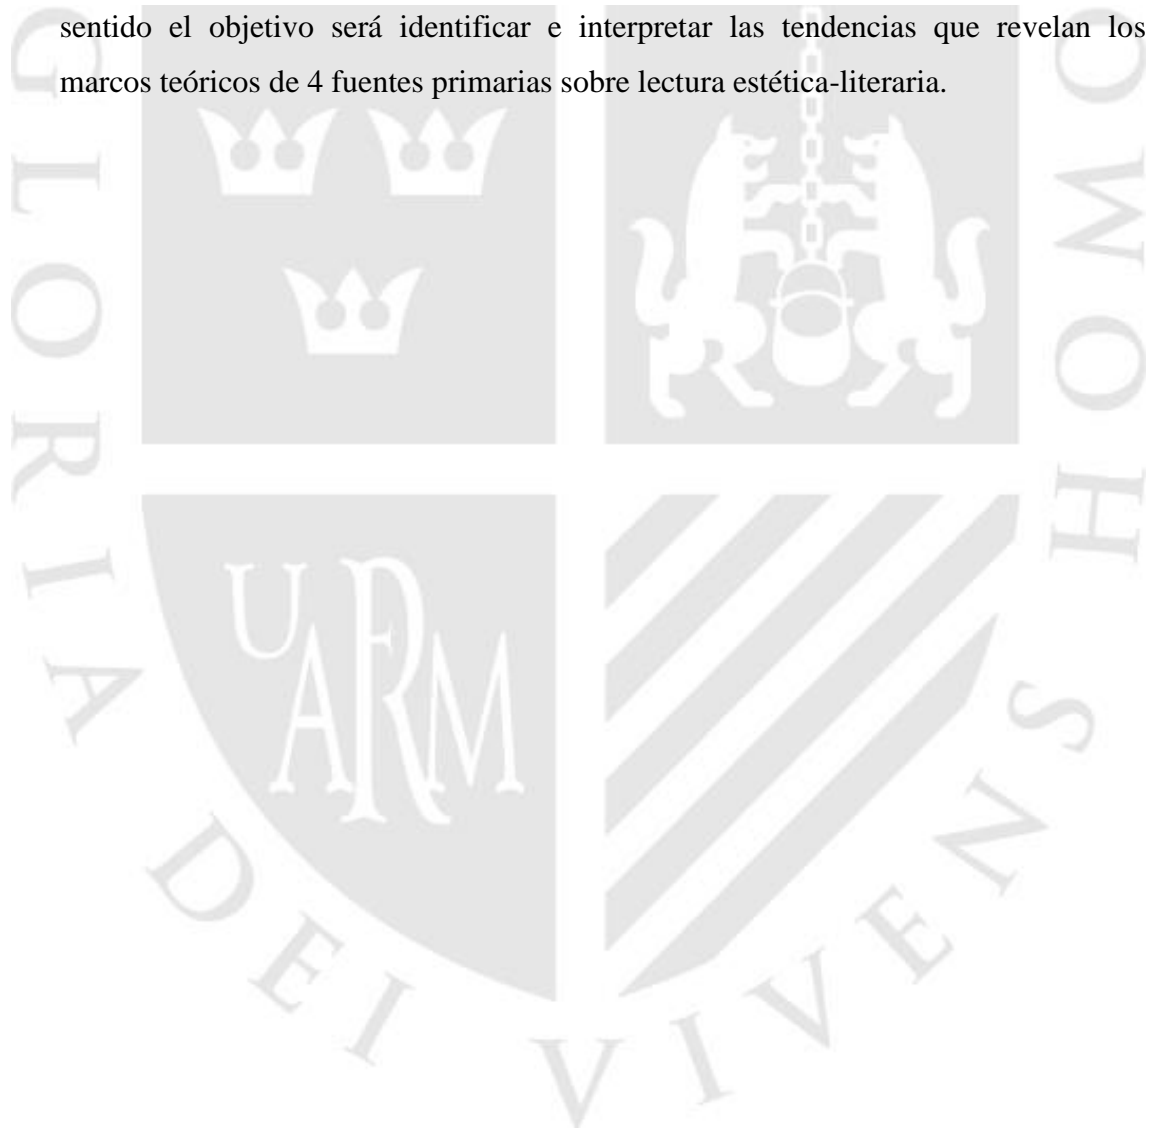 sentido el objetivo será identificar e interpretar las tendencias que revelan los
marcos teóricos de 4 fuentes primarias sobre lectura estética-literaria.
GLORIA DEI VIVENS HOMO
UARM